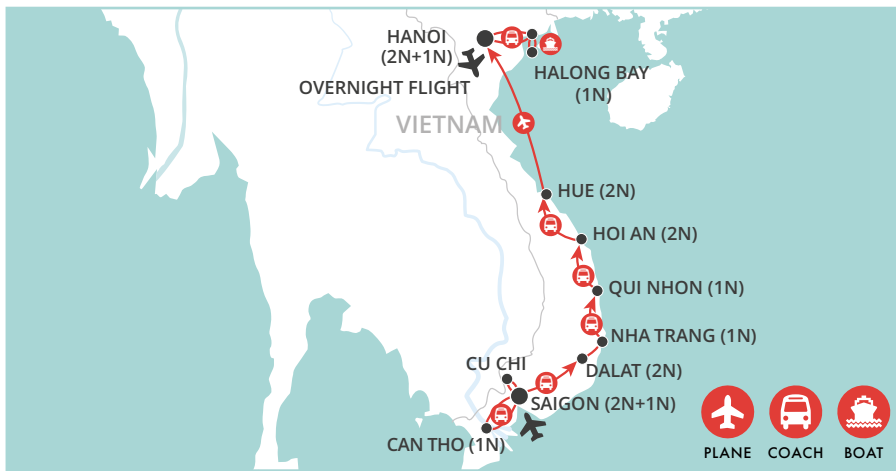 HANOI
(2N+1N)
OVERNIGHT FLIGHT
HALONG BAY
(1N)
VIETNAM
HUE (2N)
HOI AN (2N)
QUI NHON (1N)
NHA TRANG (1N)
DALAT (2N)
CU CHI
SAIGON (2N+1N)
CAN THO (1N)
PLANE COACH BOAT